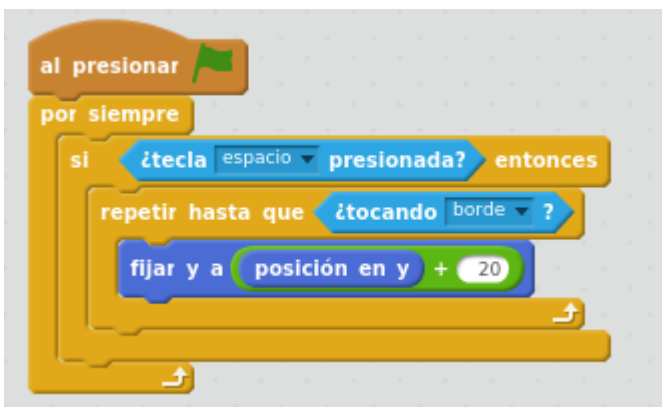 al presionar
por siempre
si ¿tecla espacio presionada? entonces
repetir hasta que ¿tocando borde ?
fijar y a posición en y + 20